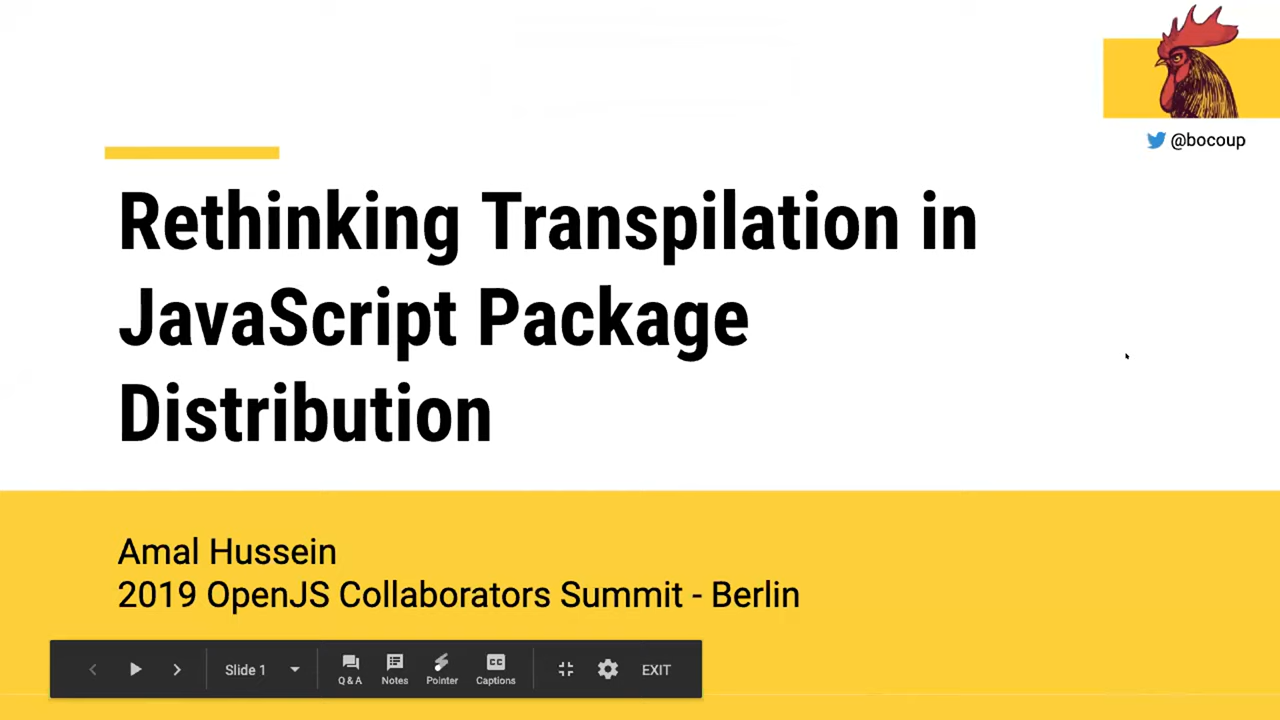 @bocoup
Rethinking Transpilation in
JavaScript Package
Distribution
Amal Hussein
2019 OpenJS Collaborators Summit - Berlin
Slide 1
Q & A
Notes
Pointer
CC
Captions
EXIT